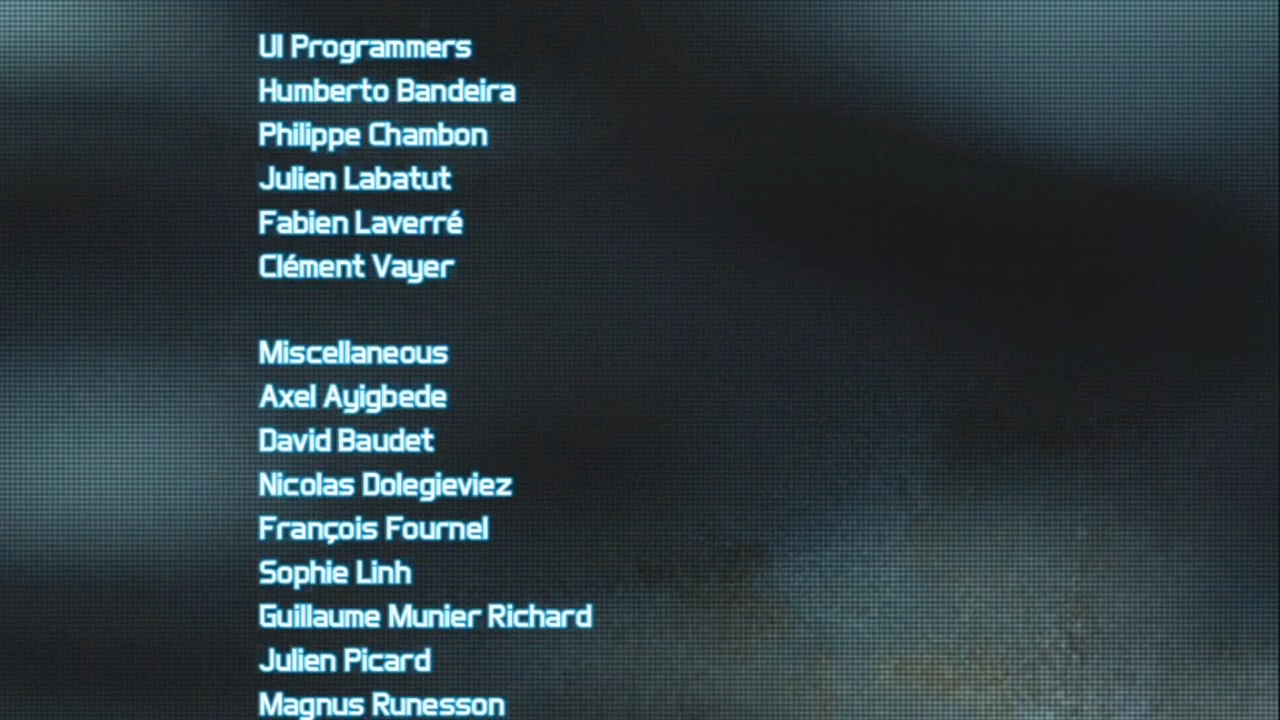 UI Programmers
Humberto Bandeira
Philippe Chambon
Julien Labatut
Fabien Laverré
Clément Vayer
Miscellaneous
Axel Ayigbede
David Baudet
Nicolas Dolegieviez
François Fournel
Sophie Linh
Guillaume Munier Richard
Julien Picard
Magnus Runesson